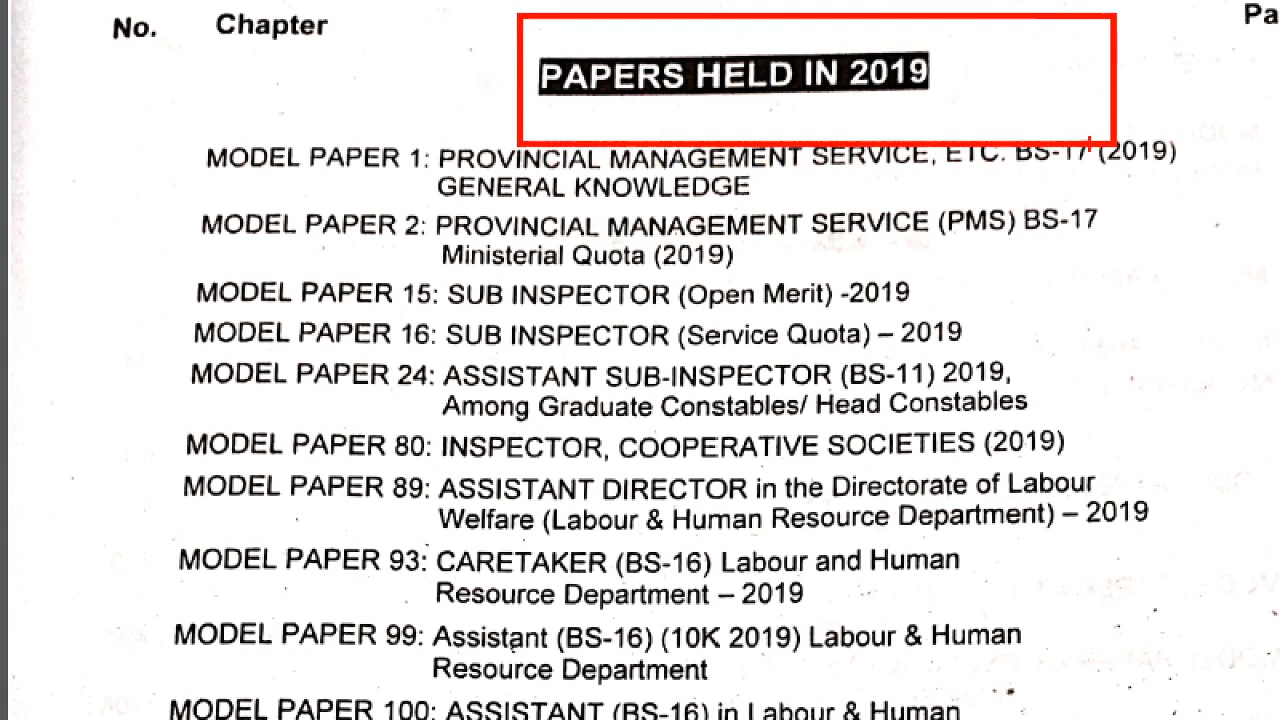 No. Chapter Pa
PAPERS HELD IN 2019
MODEL PAPER 1: PROVINCIAL MANAGEMENT SERVICE, ETC. BS-17 (2019)
GENERAL KNOWLEDGE
MODEL PAPER 2: PROVINCIAL MANAGEMENT SERVICE (PMS) BS-17
Ministerial Quota (2019)
MODEL PAPER 15: SUB INSPECTOR (Open Merit) -2019
MODEL PAPER 16: SUB INSPECTOR (Service Quota) – 2019
MODEL PAPER 24: ASSISTANT SUB-INSPECTOR (BS-11) 2019,
Among Graduate Constables/ Head Constables
MODEL PAPER 80: INSPECTOR, COOPERATIVE SOCIETIES (2019)
MODEL PAPER 89: ASSISTANT DIRECTOR in the Directorate of Labour
Welfare (Labour & Human Resource Department) – 2019
MODEL PAPER 93: CARETAKER (BS-16) Labour and Human
Resource Department – 2019
MODEL PAPER 99: Assistant (BS-16) (10K 2019) Labour & Human
Resource Department
MODEL PAPER 100: ASSISTANT (BS-16) in Labour & Human